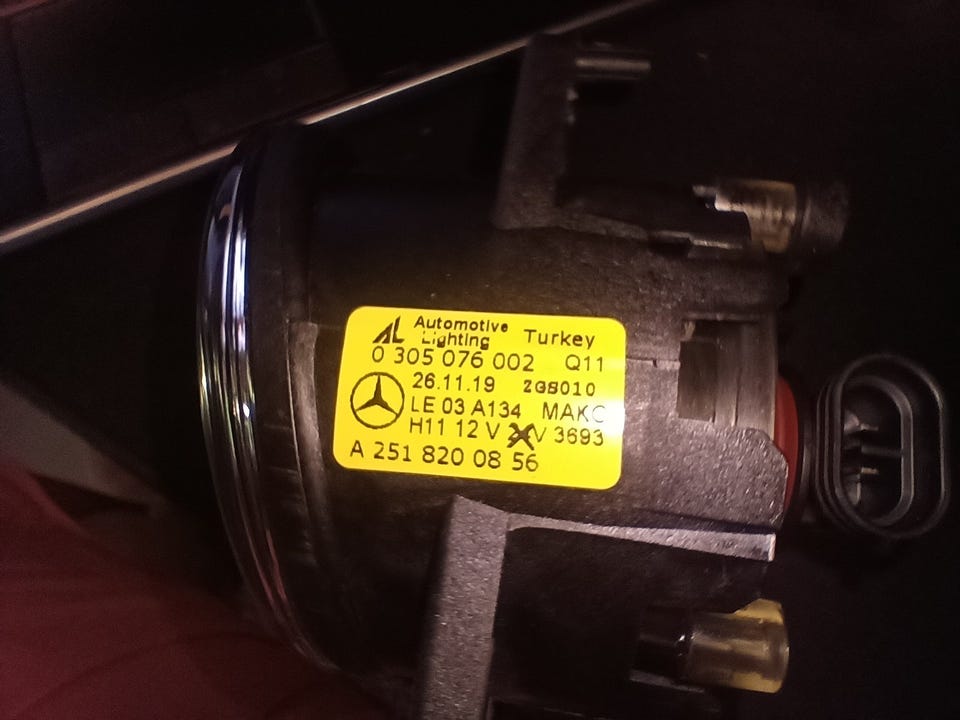 AL Automotive Lighting Turkey
0 305 076 002 Q11
26.11.19 ZGS010
LE 03 A134 MAKC
H11 12 V V 3693
A 251 820 08 56